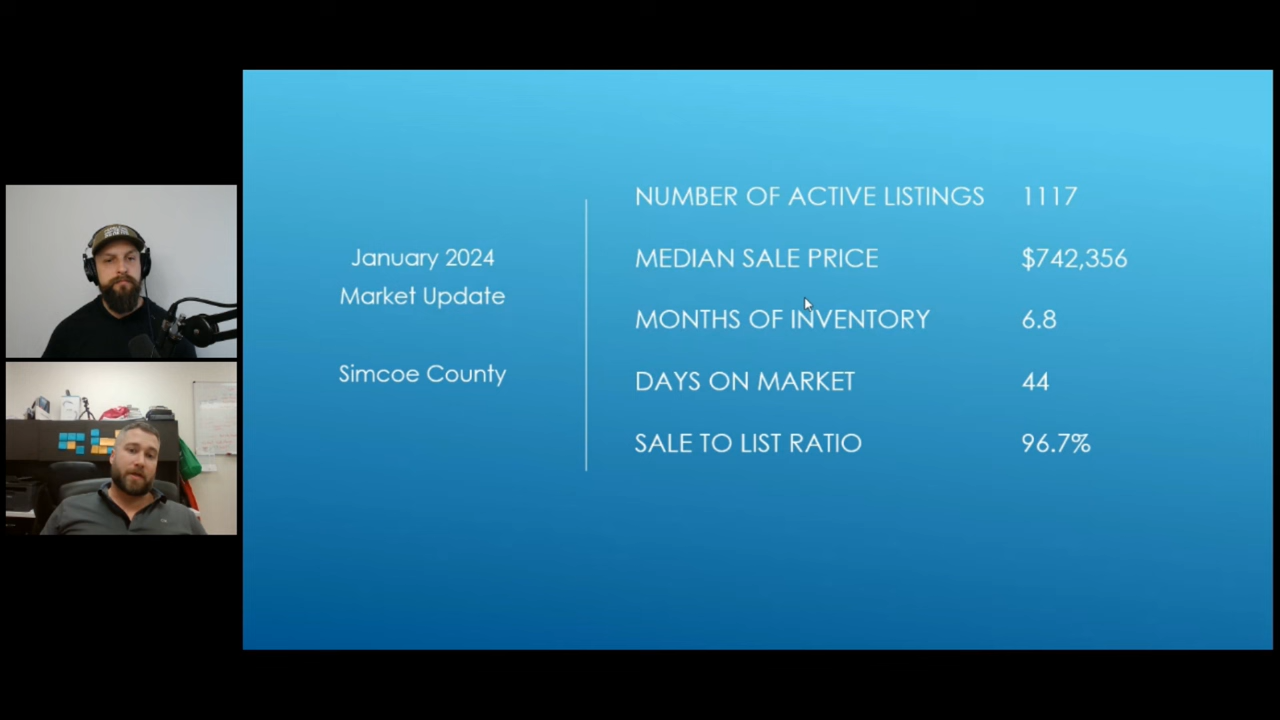 January 2024
Market Update
Simcoe County
NUMBER OF ACTIVE LISTINGS 1117
MEDIAN SALE PRICE $742,356
MONTHS OF INVENTORY 6.8
DAYS ON MARKET 44
SALE TO LIST RATIO 96.7%